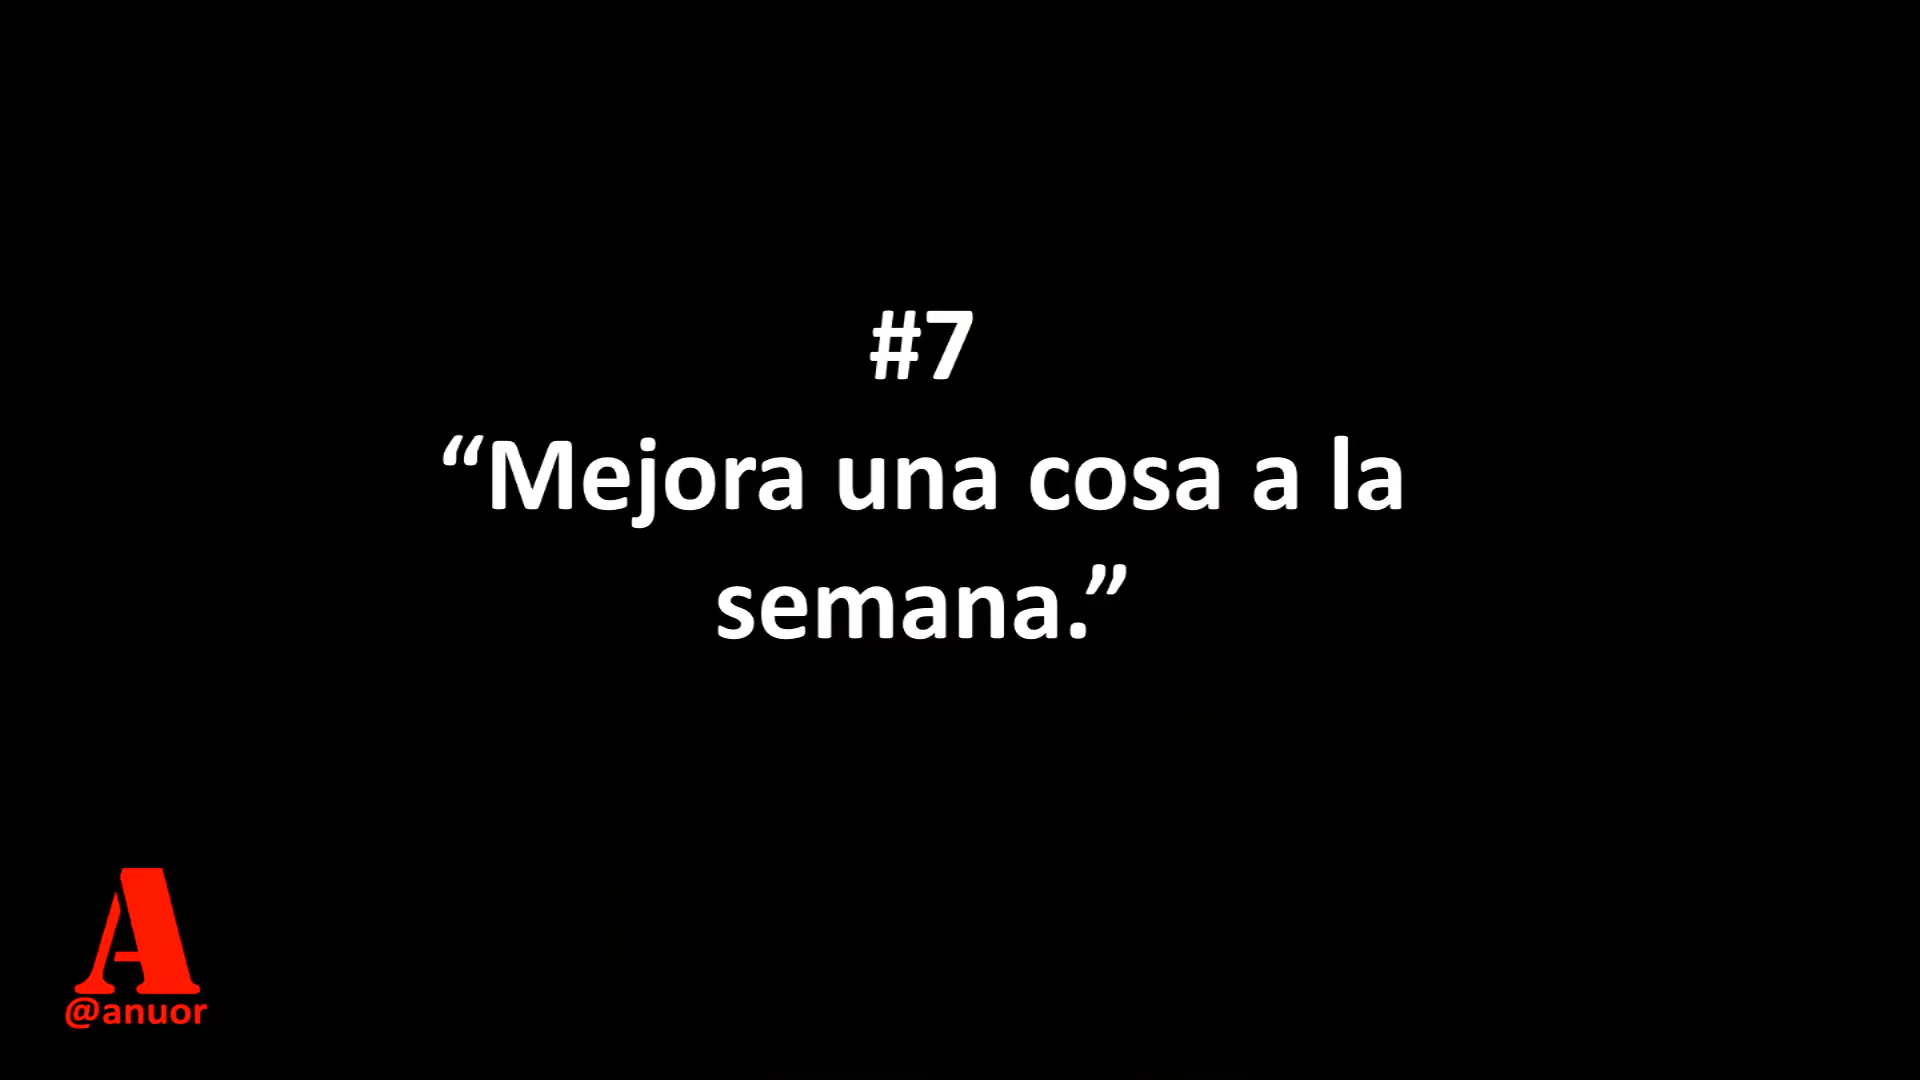 #7
“Mejora una cosa a la
semana.”
A
@anuor